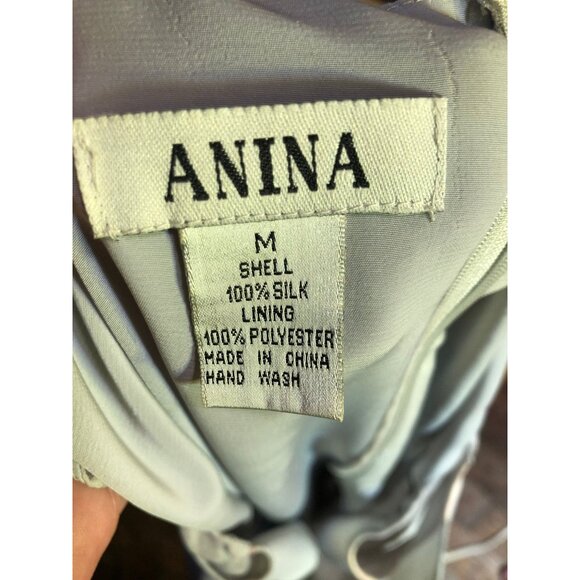 ANINA
M
SHELL
100% SILK
LINING
100% POLYESTER
MADE IN CHINA
HAND WASH